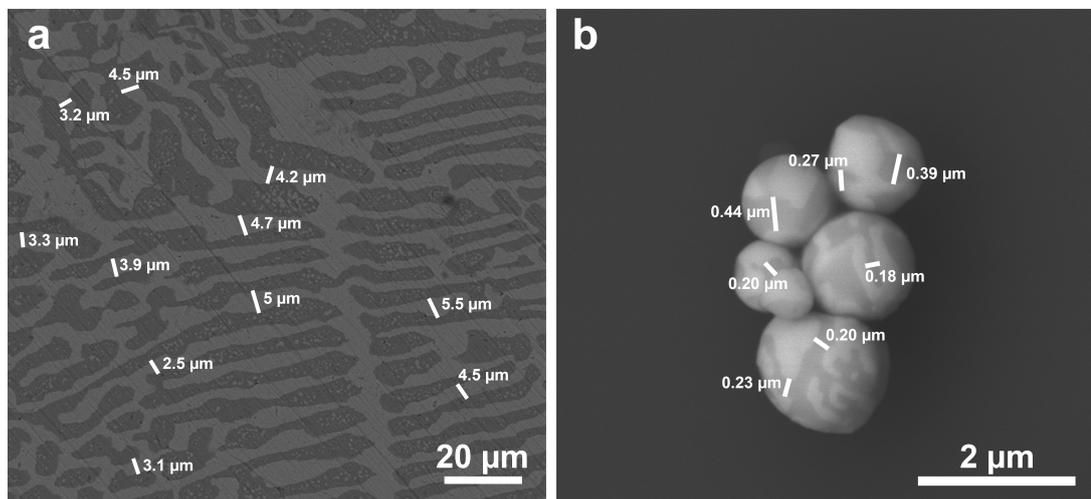 a
4.5 µm
3.2 µm
4.2 µm
4.7 µm
3.3 µm
3.9 µm
5 µm
5.5 µm
2.5 µm
4.5 µm
3.1 µm
20 µm
b
0.27 µm
0.39 µm
0.44 µm
0.20 µm
0.18 µm
0.20 µm
0.23 µm
2 µm